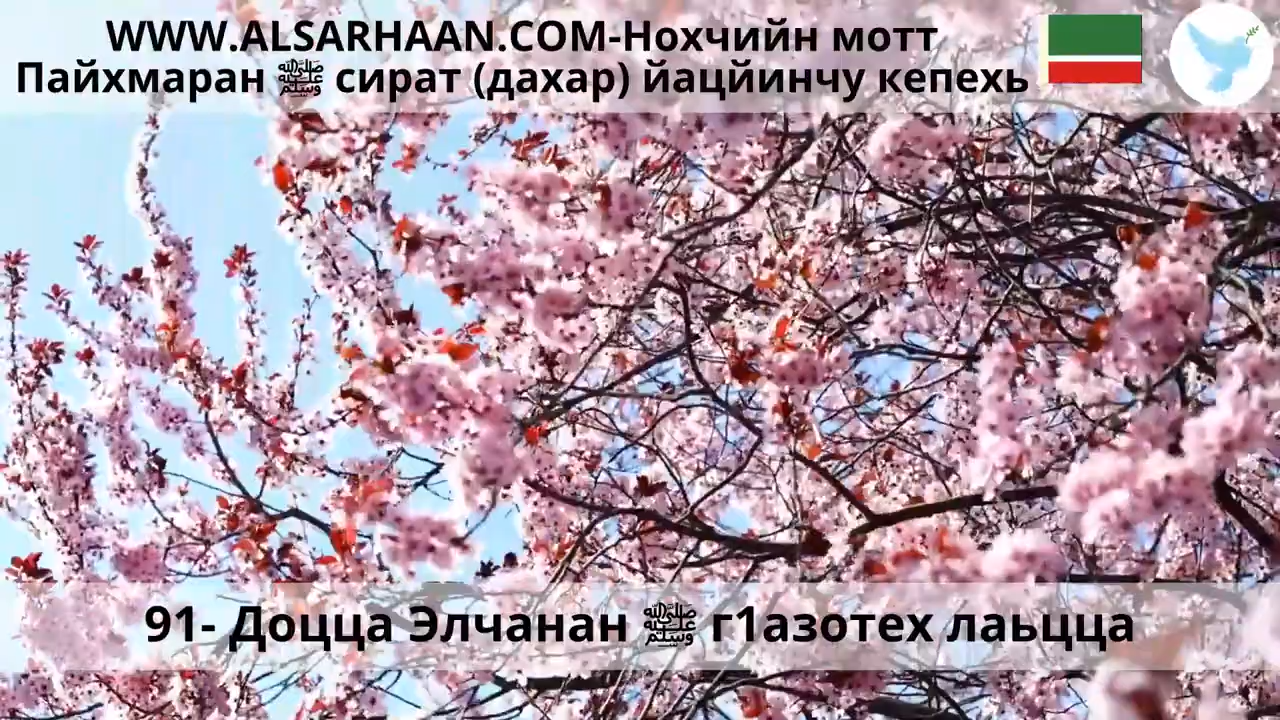 WWW.ALSARHAAN.COM-Нохчийн мотт
Пайхмаран ﷺ сират (дахар) йацйинчу кепехь
91- Доцца Элчанан ﷺ г1азотех лаьцца